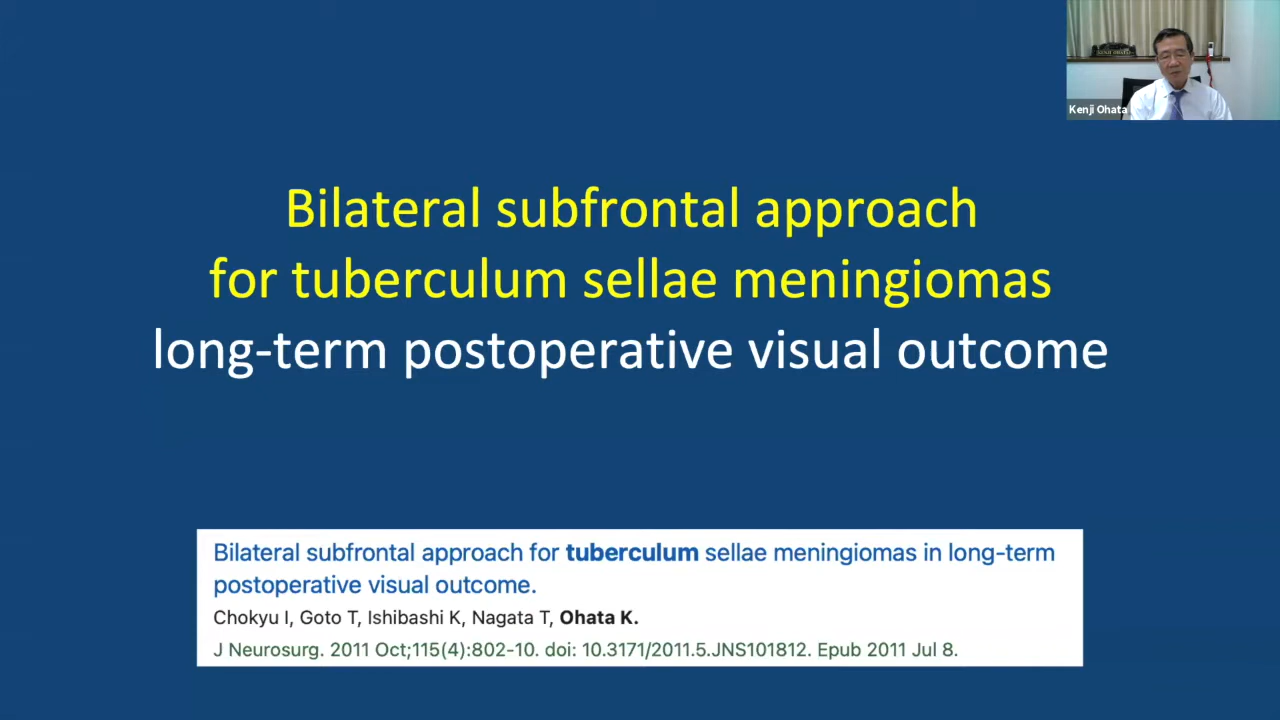 Kenji Ohata
Bilateral subfrontal approach
for tuberculum sellae meningiomas
long-term postoperative visual outcome
Bilateral subfrontal approach for tuberculum sellae meningiomas in long-term
postoperative visual outcome.
Chokyu I, Goto T, Ishibashi K, Nagata T, Ohata K.
J Neurosurg. 2011 Oct;115(4):802-10. doi: 10.3171/2011.5.JNS101812. Epub 2011 Jul 8.